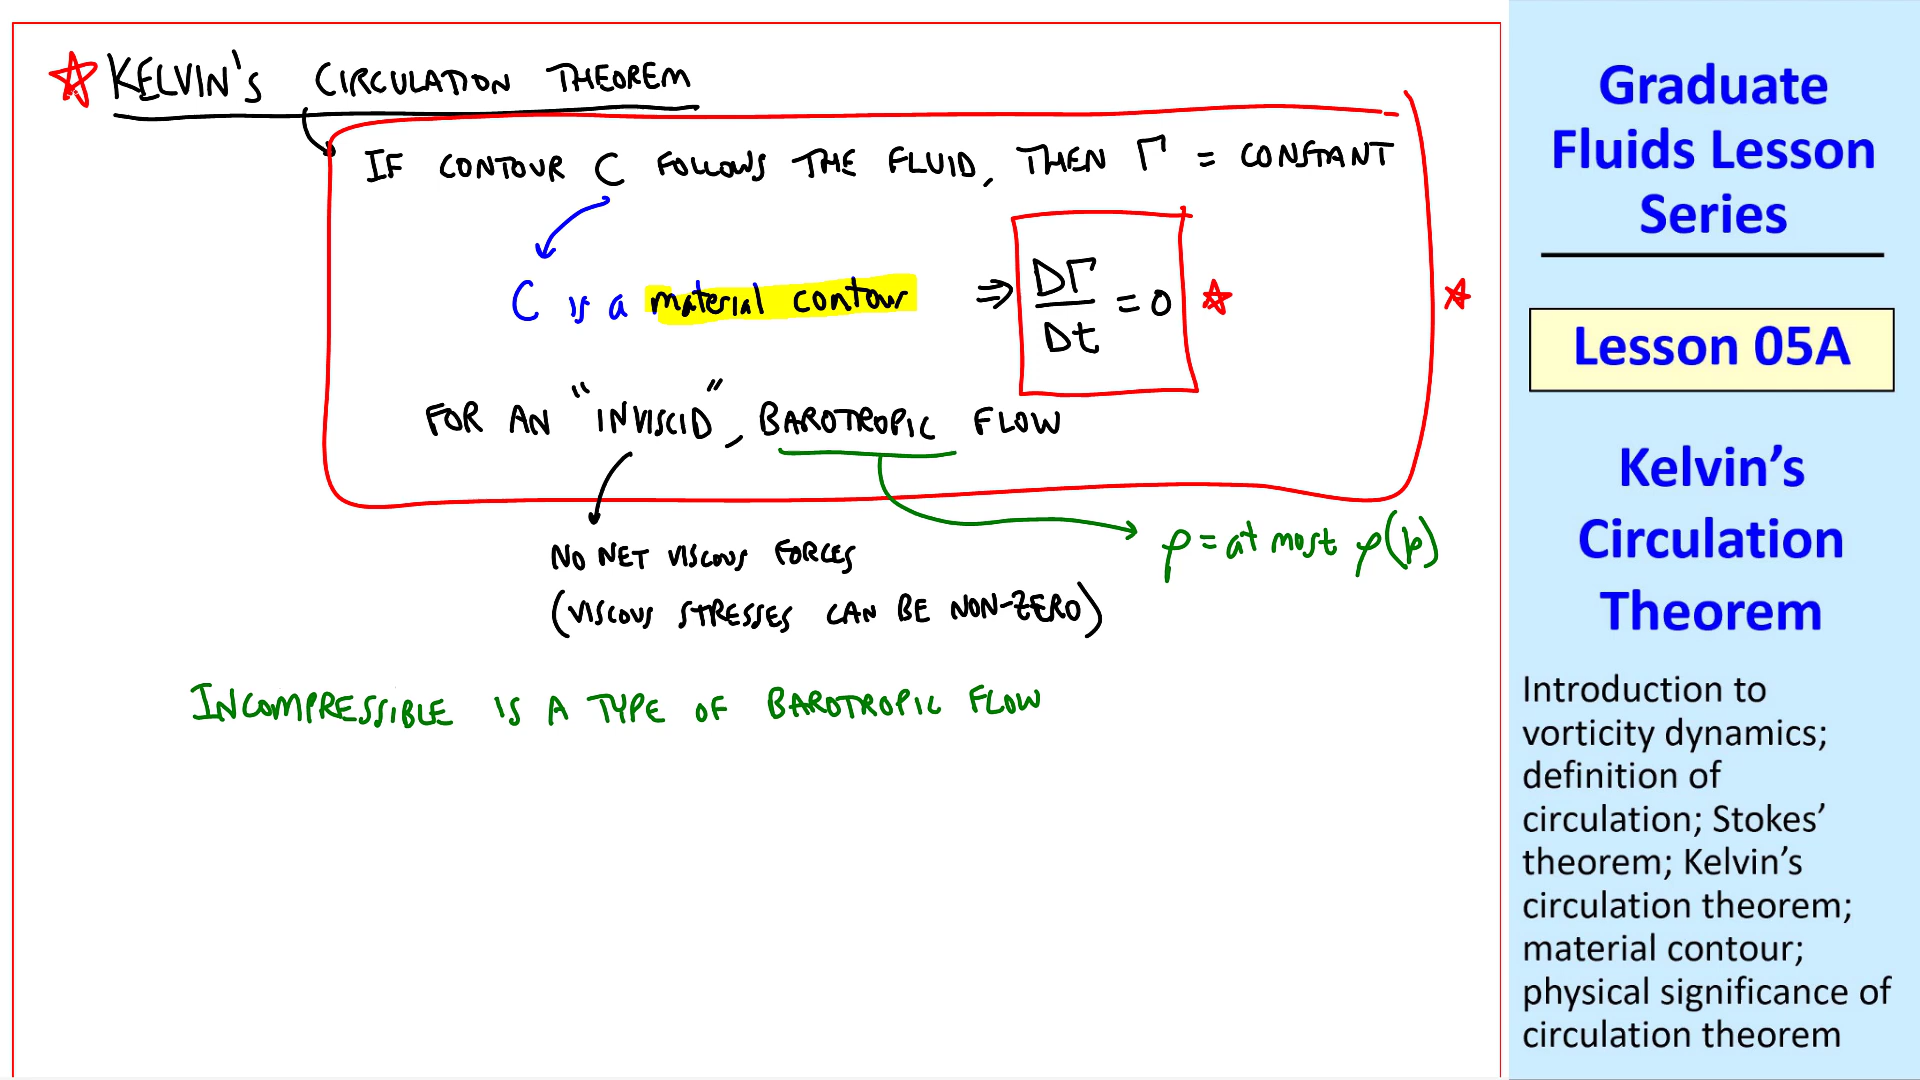 KELVIN'S CIRCULATION THEOREM
IF CONTOUR C FOLLOWS THE FLUID, THEN Γ = CONSTANT
C is a material contour ⇒ DΓ/Dt = 0
FOR AN "INVISCID", BAROTROPIC FLOW
ρ = at most ρ(p)
NO NET VISCOUS FORCES
(VISCOUS STRESSES CAN BE NON-ZERO)
INCOMPRESSIBLE IS A TYPE OF BAROTROPIC FLOW
Graduate
Fluids Lesson
Series
Lesson 05A
Kelvin's
Circulation
Theorem
Introduction to
vorticity dynamics;
definition of
circulation; Stokes'
theorem; Kelvin's
circulation theorem;
material contour;
physical significance of
circulation theorem